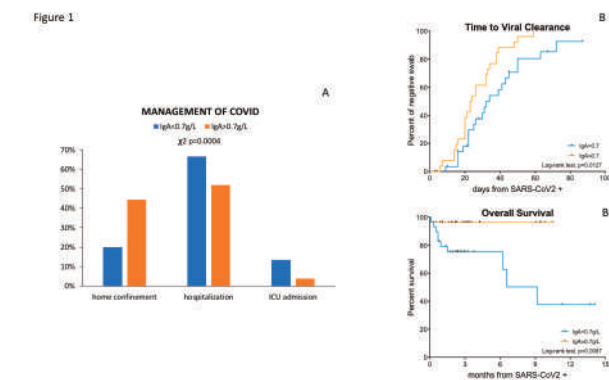 Figure 1
A
MANAGEMENT OF COVID
IgA<0.7g/L IgA>0.7g/L
χ2 p=0.0004
70%
60%
50%
40%
30%
20%
10%
0%
home confinement hospitalization ICU admission
B
Time to Viral Clearance
Percent of negative swab
100
80
60
40
20
0
IgA<0.7
IgA>0.7
Log-rank test, p=0.0127
0 20 40 60 80 100
days from SARS-CoV2 +
B
Overall Survival
Percent survival
100
80
60
40
20
0
IgA<0.7g/L
IgA>0.7g/L
Log-rank test, p=0.0087
0 3 6 9 12 15
months from SARS-CoV2 +